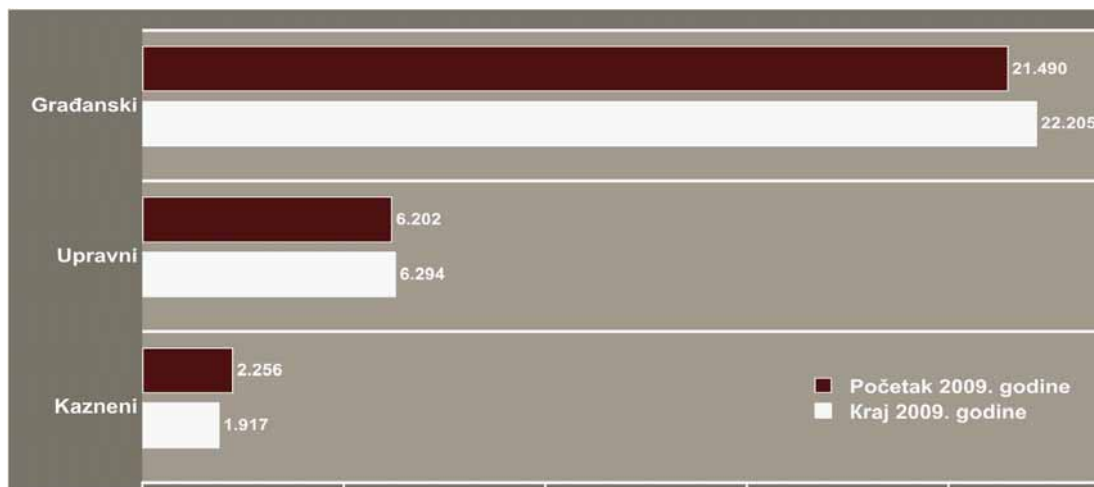 Građanski
21.490
22.205
Upravni
6.202
6.294
Kazneni
2.256
1.917
Početak 2009. godine
Kraj 2009. godine